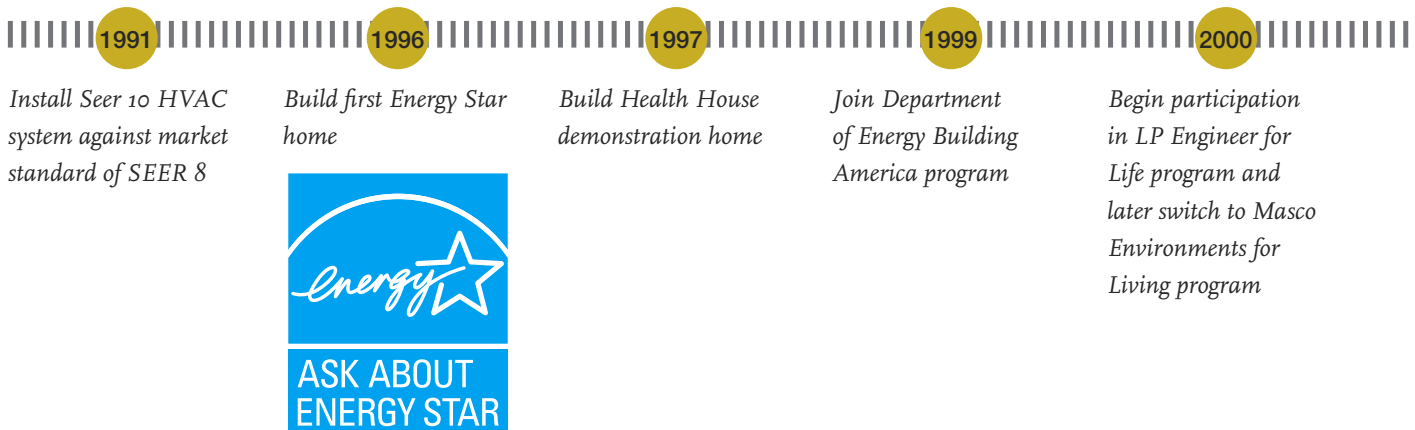 1991 1996 1997 1999 2000
Install Seer 10 HVAC
system against market
standard of SEER 8
Build first Energy Star
home
energy
ASK ABOUT
ENERGY STAR
Build Health House
demonstration home
Join Department
of Energy Building
America program
Begin participation
in LP Engineer for
Life program and
later switch to Masco
Environments for
Living program